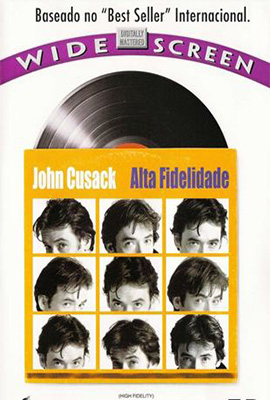 Baseado no "Best Seller" Internacional.
DIGITALLY
MASTERED
WIDE SCREEN
John Cusack Alta Fidelidade
(HIGH FIDELITY)